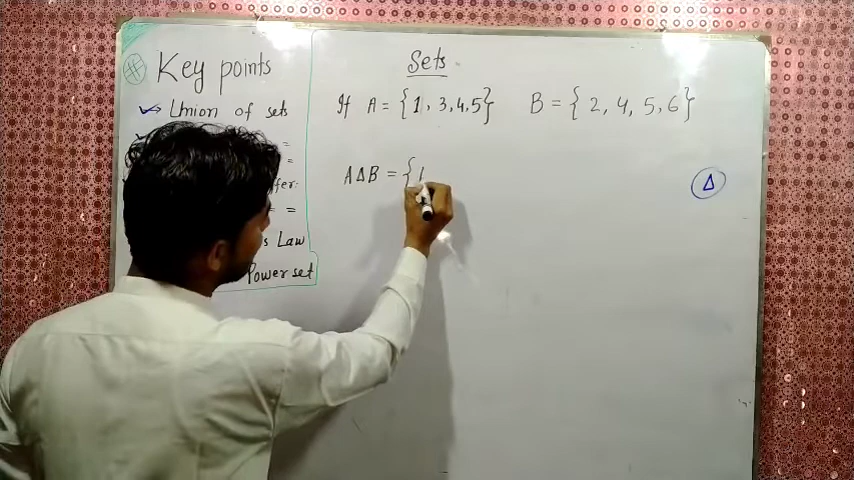 Key points
Union of sets
=
=
ffer:
=
s Law
Power set
Sets
If A = {1, 3, 4, 5} B = {2, 4, 5, 6}
A Δ B = {1
Δ